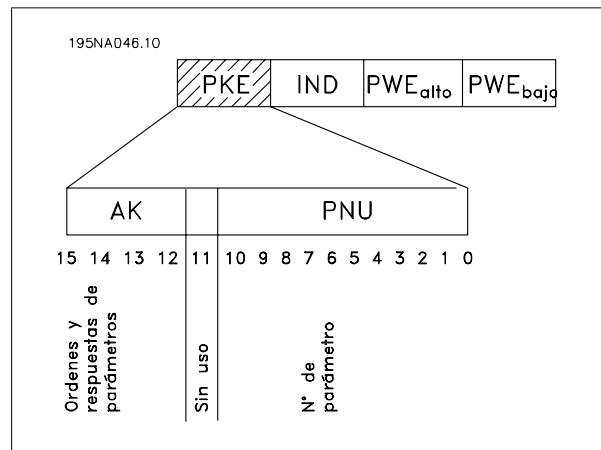 195NA046.10
PKE IND PWEalto PWEbajo
AK PNU
15 14 13 12 11 10 9 8 7 6 5 4 3 2 1 0
Ordenes y
respuestas de
parámetros
Sin uso
N° de
parámetro